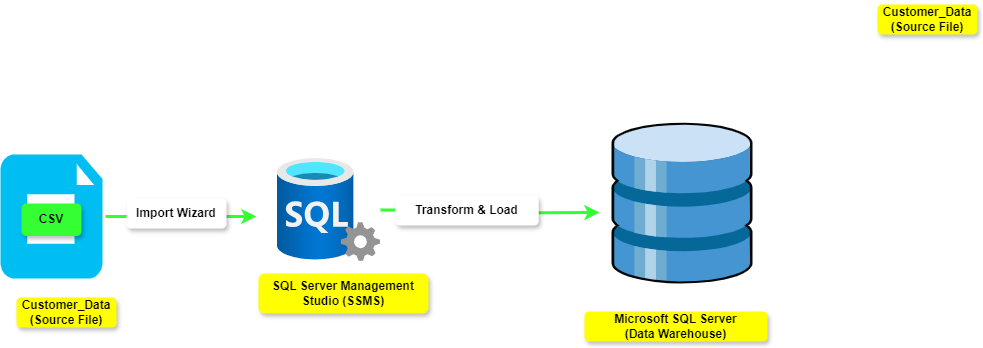 Customer_Data
(Source File)
CSV
Import Wizard
SQL
Transform & Load
SQL Server Management
Studio (SSMS)
Customer_Data
(Source File)
Microsoft SQL Server
(Data Warehouse)